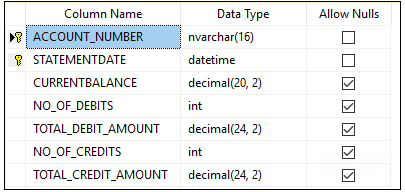 Column Name Data Type Allow Nulls
ACCOUNT_NUMBER nvarchar(16)
STATEMENTDATE datetime
CURRENTBALANCE decimal(20, 2)
NO_OF_DEBITS int
TOTAL_DEBIT_AMOUNT decimal(24, 2)
NO_OF_CREDITS int
TOTAL_CREDIT_AMOUNT decimal(24, 2)